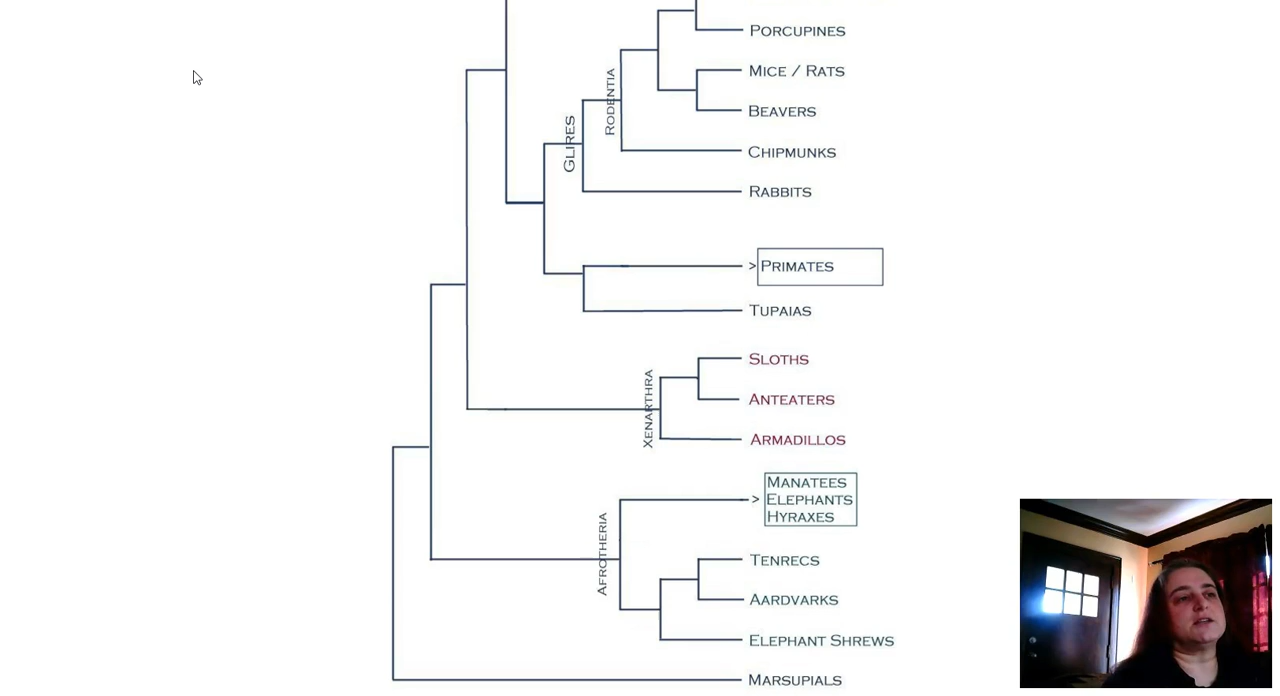 PORCUPINES
MICE / RATS
BEAVERS
RODENTIA
CHIPMUNKS
GLIRES
RABBITS
> PRIMATES
TUPAIAS
SLOTHS
ANTEATERS
XENARTHRA
ARMADILLOS
MANATEES
> ELEPHANTS
HYRAXES
AFROTHERIA
TENRECS
AARDVARKS
ELEPHANT SHREWS
MARSUPIALS